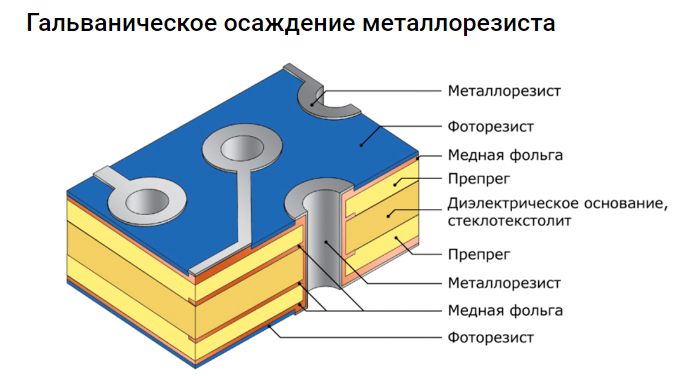 Гальваническое осаждение металлорезиста
Металлорезист
Фоторезист
Медная фольга
Препрег
Диэлектрическое основание,
стеклотекстолит
Препрег
Металлорезист
Медная фольга
Фоторезист